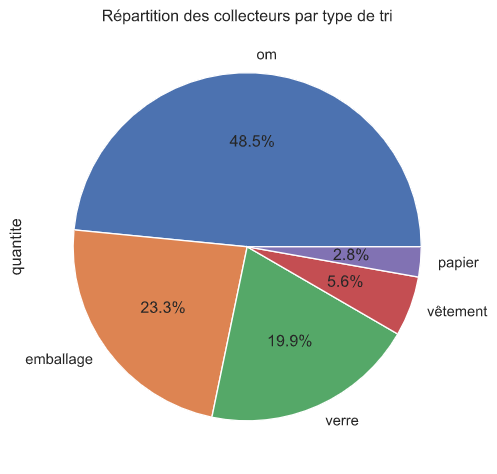 Répartition des collecteurs par type de tri
om
48.5%
quantite
2.8%
papier
5.6%
vêtement
23.3%
19.9%
emballage
verre